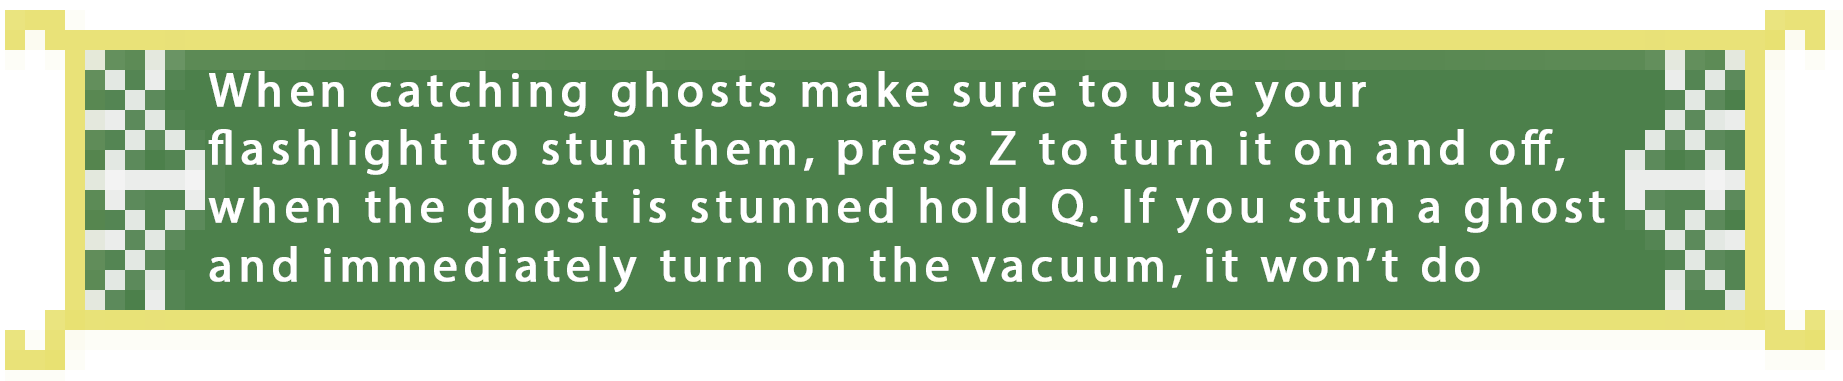 When catching ghosts make sure to use your
flashlight to stun them, press Z to turn it on and off,
when the ghost is stunned hold Q. If you stun a ghost
and immediately turn on the vacuum, it won’t do